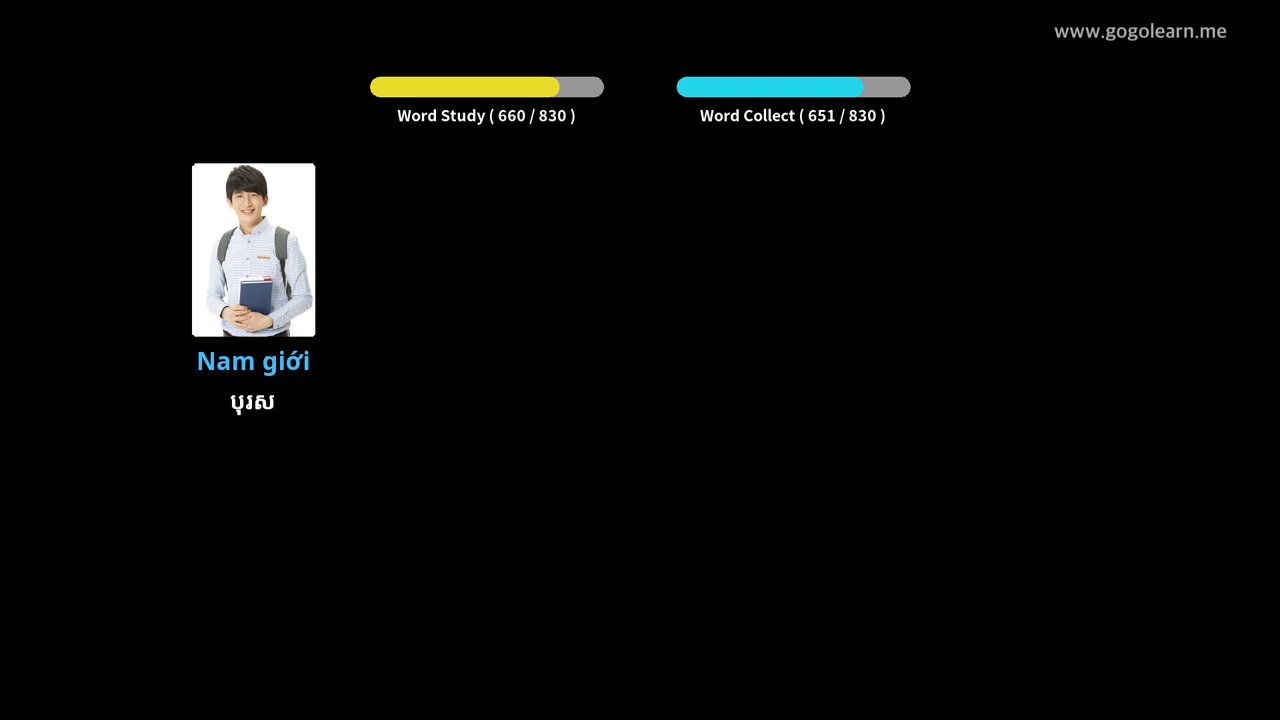 www.gogolearn.me
Word Study ( 660 / 830 )
Word Collect ( 651 / 830 )
Nam giới
បុរស